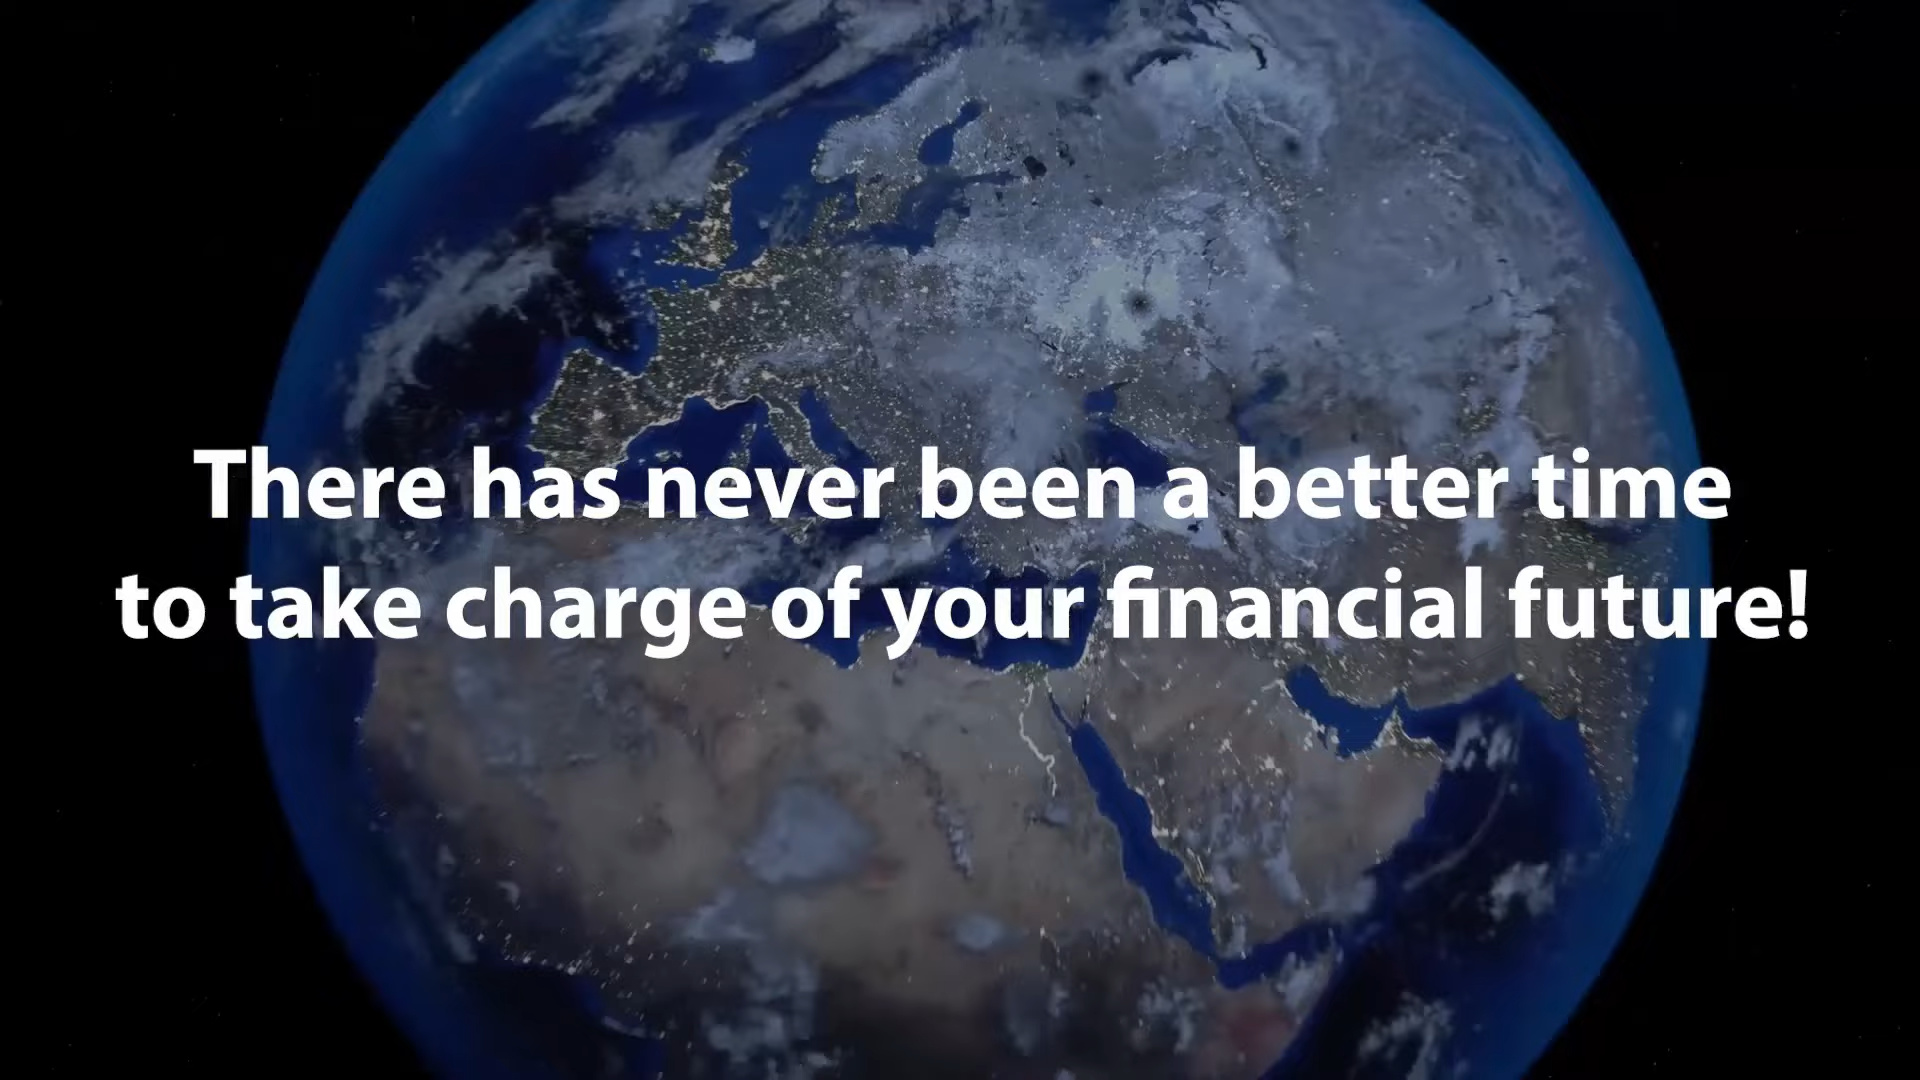 There has never been a better time
to take charge of your financial future!